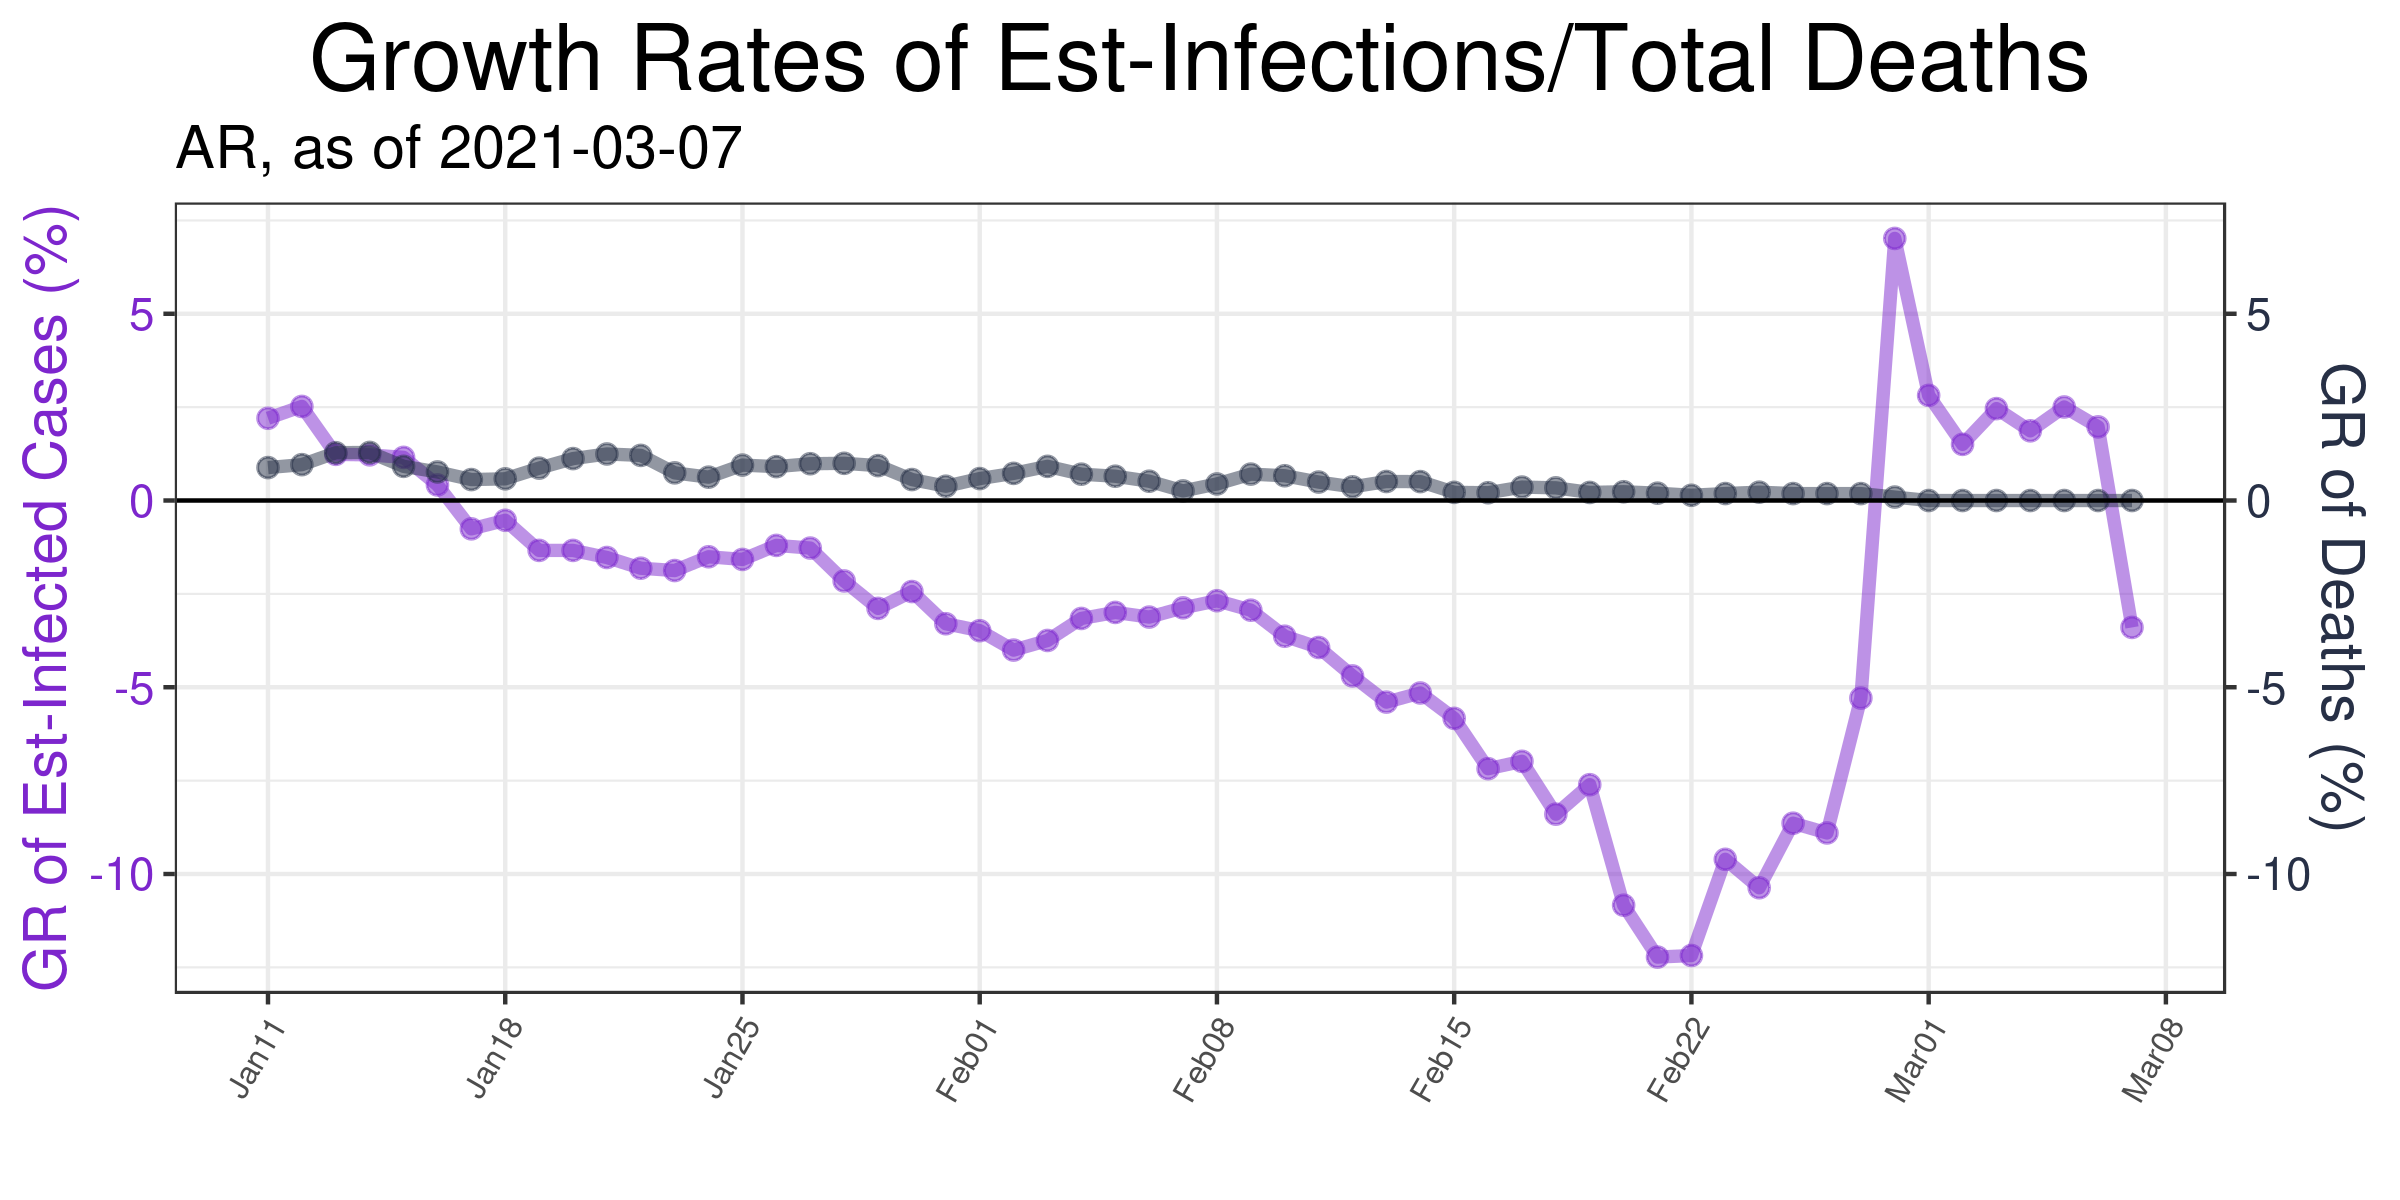 Growth Rates of Est-Infections/Total Deaths
AR, as of 2021-03-07
GR of Est-Infected Cases (%)
5
0
-5
-10
5
0
-5
-10
GR of Deaths (%)
Jan11
Jan18
Jan25
Feb01
Feb08
Feb15
Feb22
Mar01
Mar08